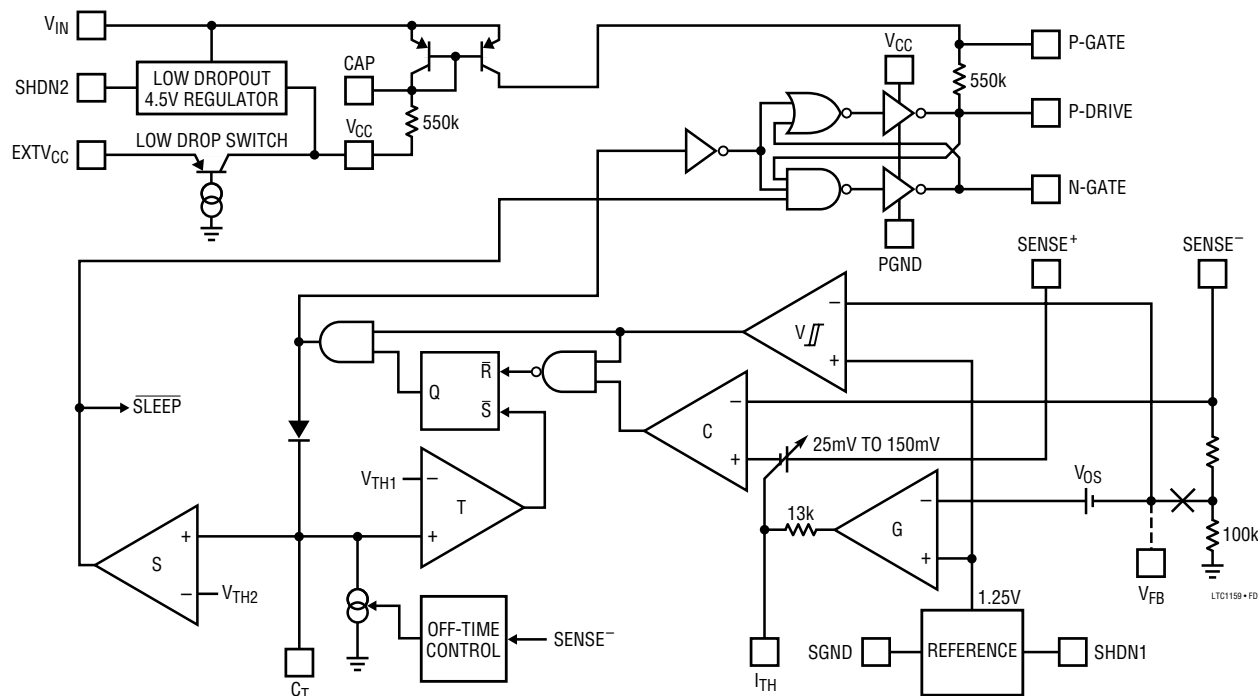 VIN
SHDN2
LOW DROPOUT
4.5V REGULATOR
EXTVCC
LOW DROP SWITCH
CAP
VCC
550k
VCC
PGND
P-GATE
550k
P-DRIVE
N-GATE
SENSE+
SENSE−
V
−
+
R̅
Q
S̅
SLEEP̅
C
−
+
25mV TO 150mV
VTH1
−
T
+
S
+
−
VTH2
13k
G
−
+
VOS
100k
VFB
LTC1159 • FD
1.25V
OFF-TIME
CONTROL
SENSE−
CT
ITH
SGND
REFERENCE
SHDN1